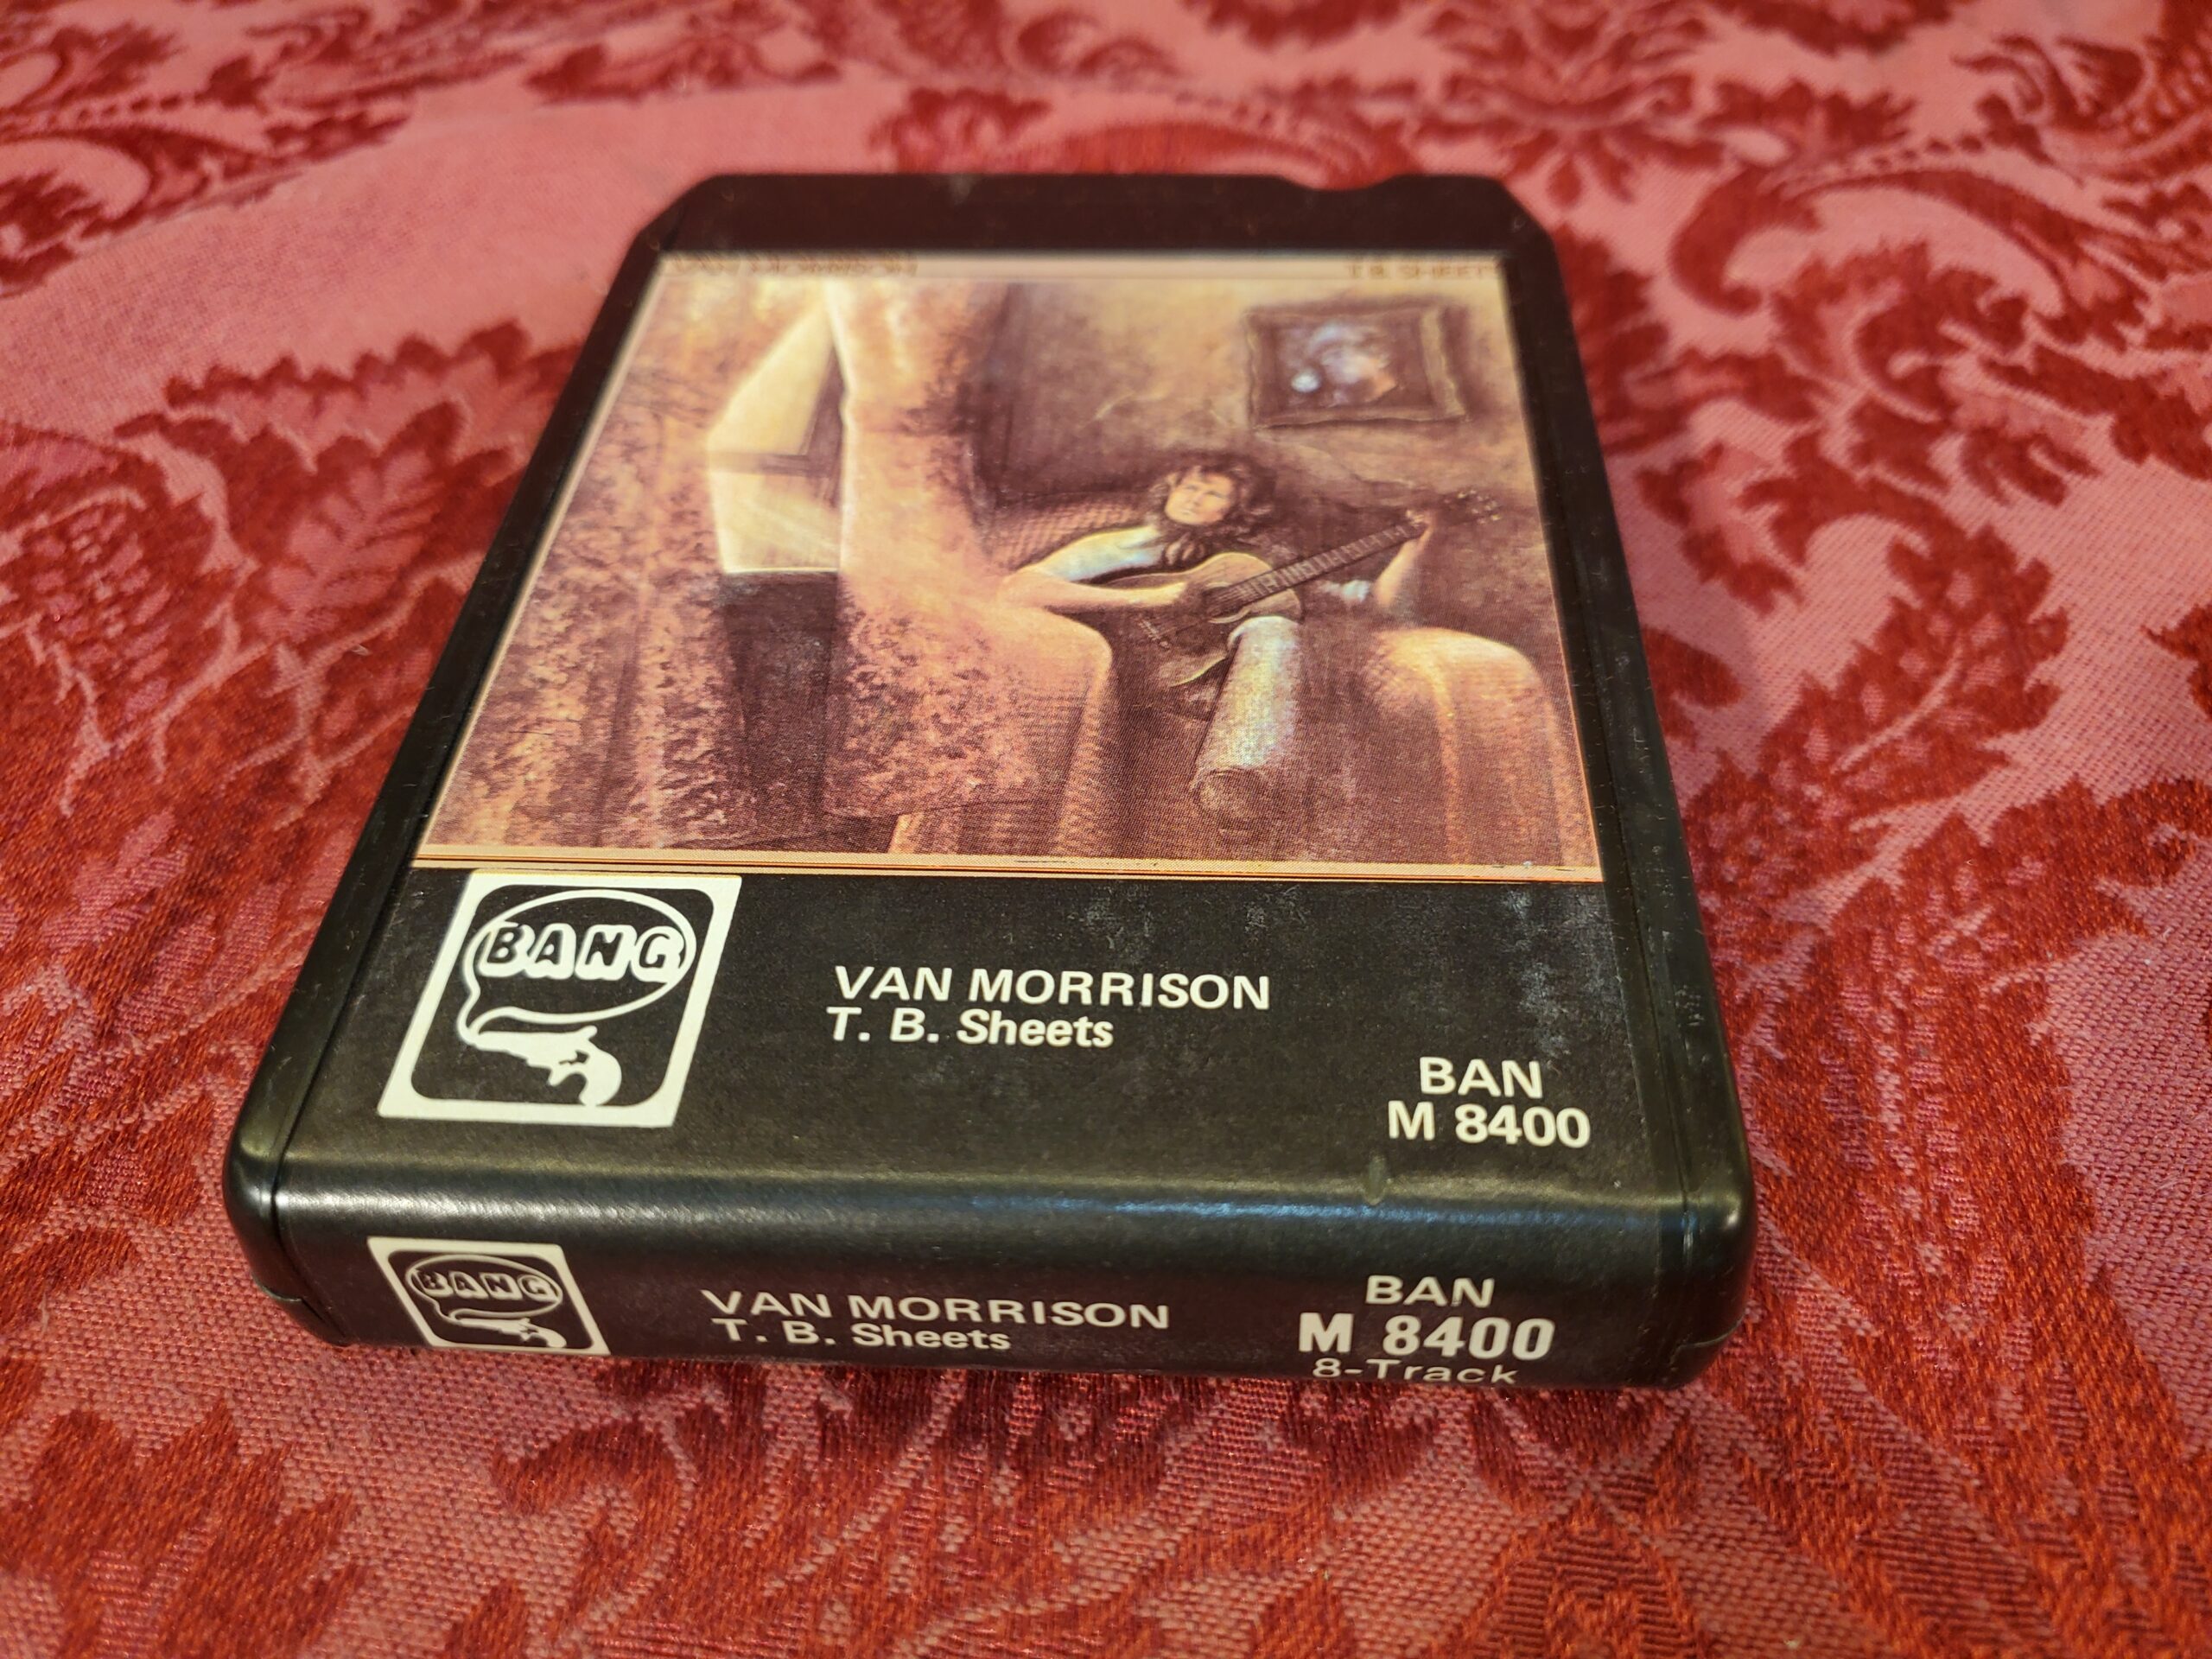 VAN MORRISON T.B. SHEETS
BANG
VAN MORRISON
T. B. Sheets
BAN
M 8400
BANG
VAN MORRISON
T. B. Sheets
BAN
M 8400
8-Track